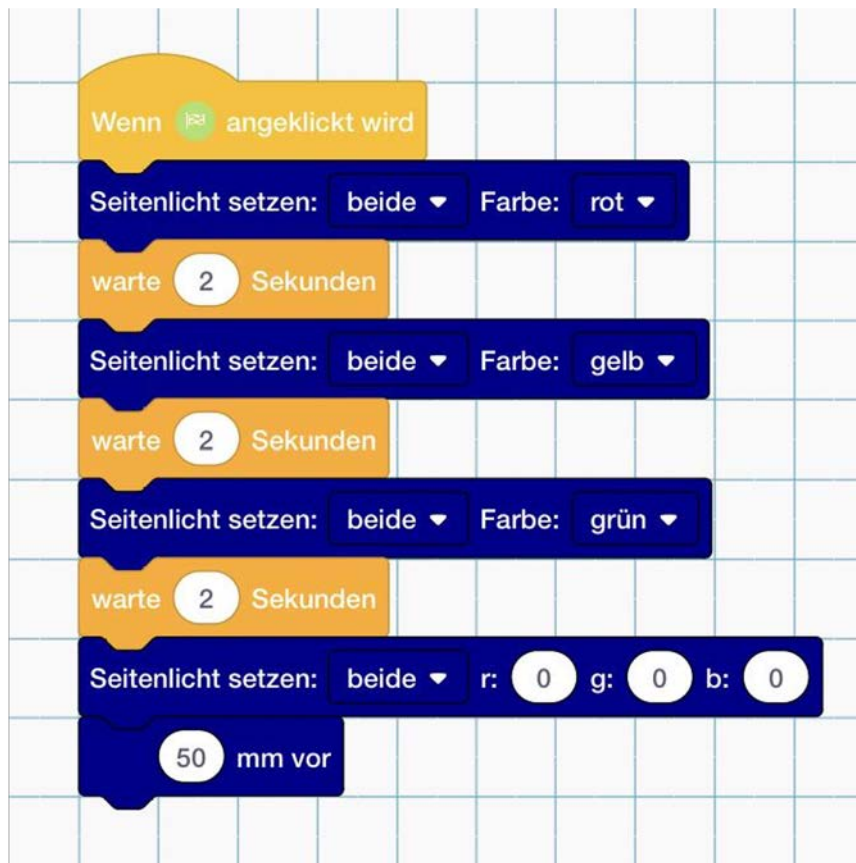 Wenn angeklickt wird
Seitenlicht setzen: beide Farbe: rot
warte 2 Sekunden
Seitenlicht setzen: beide Farbe: gelb
warte 2 Sekunden
Seitenlicht setzen: beide Farbe: grün
warte 2 Sekunden
Seitenlicht setzen: beide r: 0 g: 0 b: 0
50 mm vor